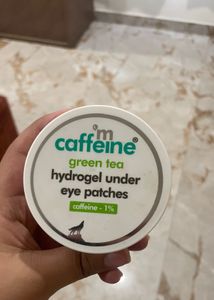 'm
caffeine®
green tea
hydrogel under
eye patches
caffeine - 1%